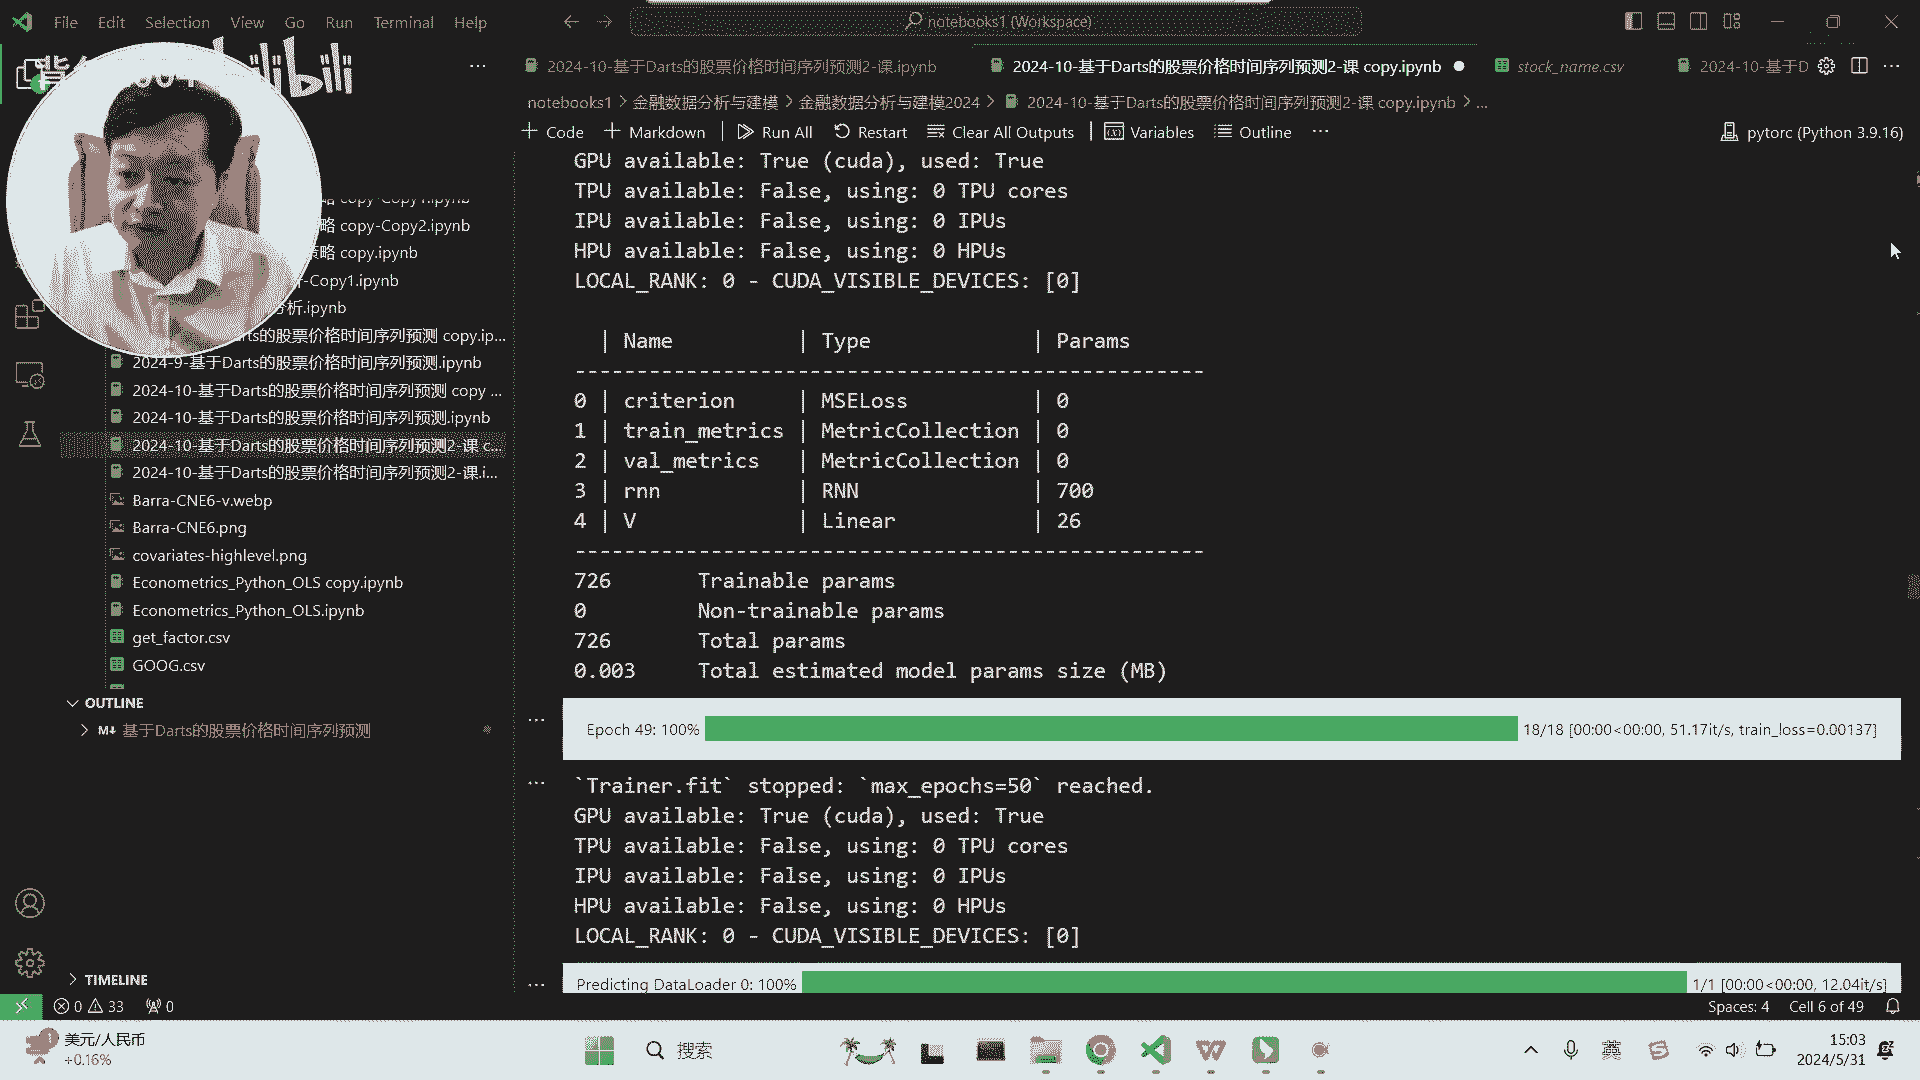 File Edit Selection View Go Run Terminal Help
notebooks1 (Workspace)
bilibili
2024-10-基于Darts的股票价格时间序列预测2-课.ipynb
2024-10-基于Darts的股票价格时间序列预测2-课 copy.ipynb
stock_name.csv
2024-10-基于D
notebooks1 > 金融数据分析与建模 > 金融数据分析与建模2024 > 2024-10-基于Darts的股票价格时间序列预测2-课 copy.ipynb > ...
+ Code + Markdown | Run All Restart Clear All Outputs | Variables Outline ...
pytorc (Python 3.9.16)
略 copy-Copy1.ipynb
略 copy-Copy2.ipynb
策略 copy.ipynb
-Copy1.ipynb
分析.ipynb
rts的股票价格时间序列预测 copy.ip...
2024-9-基于Darts的股票价格时间序列预测.ipynb
2024-10-基于Darts的股票价格时间序列预测 copy ...
2024-10-基于Darts的股票价格时间序列预测.ipynb
2024-10-基于Darts的股票价格时间序列预测2-课 c...
2024-10-基于Darts的股票价格时间序列预测2-课.i...
Barra-CNE6-v.webp
Barra-CNE6.png
covariates-highlevel.png
Econometrics_Python_OLS copy.ipynb
Econometrics_Python_OLS.ipynb
get_factor.csv
GOOG.csv
OUTLINE
M↓ 基于Darts的股票价格时间序列预测
TIMELINE
GPU available: True (cuda), used: True
TPU available: False, using: 0 TPU cores
IPU available: False, using: 0 IPUs
HPU available: False, using: 0 HPUs
LOCAL_RANK: 0 - CUDA_VISIBLE_DEVICES: [0]
| Name | Type | Params
---------------------------------------------------
0 | criterion | MSELoss | 0
1 | train_metrics | MetricCollection | 0
2 | val_metrics | MetricCollection | 0
3 | rnn | RNN | 700
4 | V | Linear | 26
---------------------------------------------------
726 Trainable params
0 Non-trainable params
726 Total params
0.003 Total estimated model params size (MB)
Epoch 49: 100% 18/18 [00:00<00:00, 51.17it/s, train_loss=0.00137]
`Trainer.fit` stopped: `max_epochs=50` reached.
GPU available: True (cuda), used: True
TPU available: False, using: 0 TPU cores
IPU available: False, using: 0 IPUs
HPU available: False, using: 0 HPUs
LOCAL_RANK: 0 - CUDA_VISIBLE_DEVICES: [0]
Predicting DataLoader 0: 100% 1/1 [00:00<00:00, 12.04it/s]
0 33 0
Spaces: 4 Cell 6 of 49
美元/人民币
+0.16%
搜索
英
15:03
2024/5/31